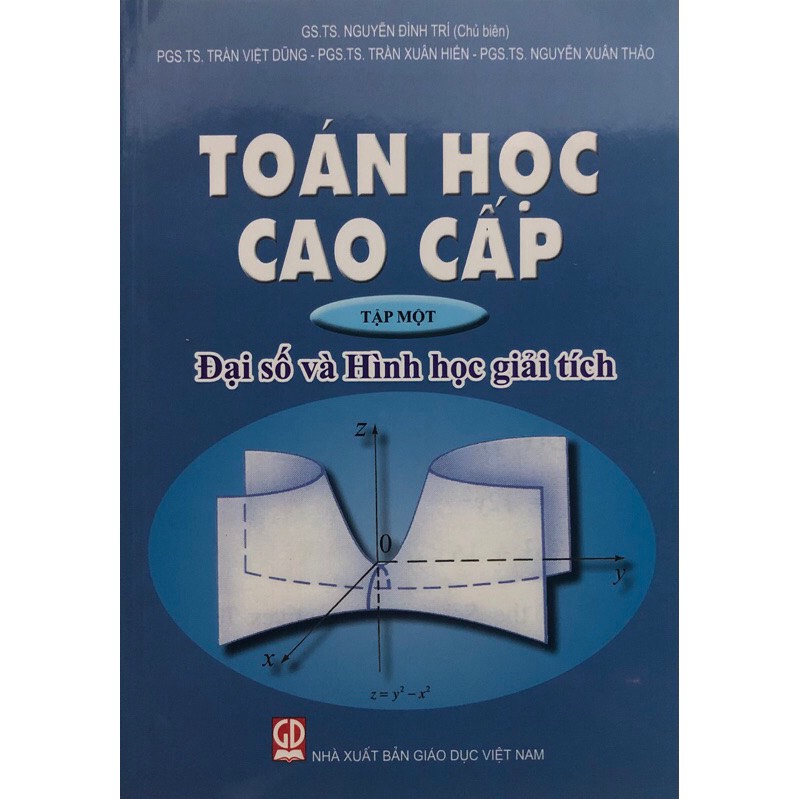 GS.TS. NGUYỄN ĐÌNH TRÍ (Chủ biên)
PGS.TS. TRẦN VIỆT DŨNG - PGS.TS. TRẦN XUÂN HIỂN - PGS.TS. NGUYỄN XUÂN THẢO
TOÁN HỌC
CAO CẤP
TẬP MỘT
Đại số và Hình học giải tích
z
0
y
x
z = y² – x²
GD
NHÀ XUẤT BẢN GIÁO DỤC VIỆT NAM